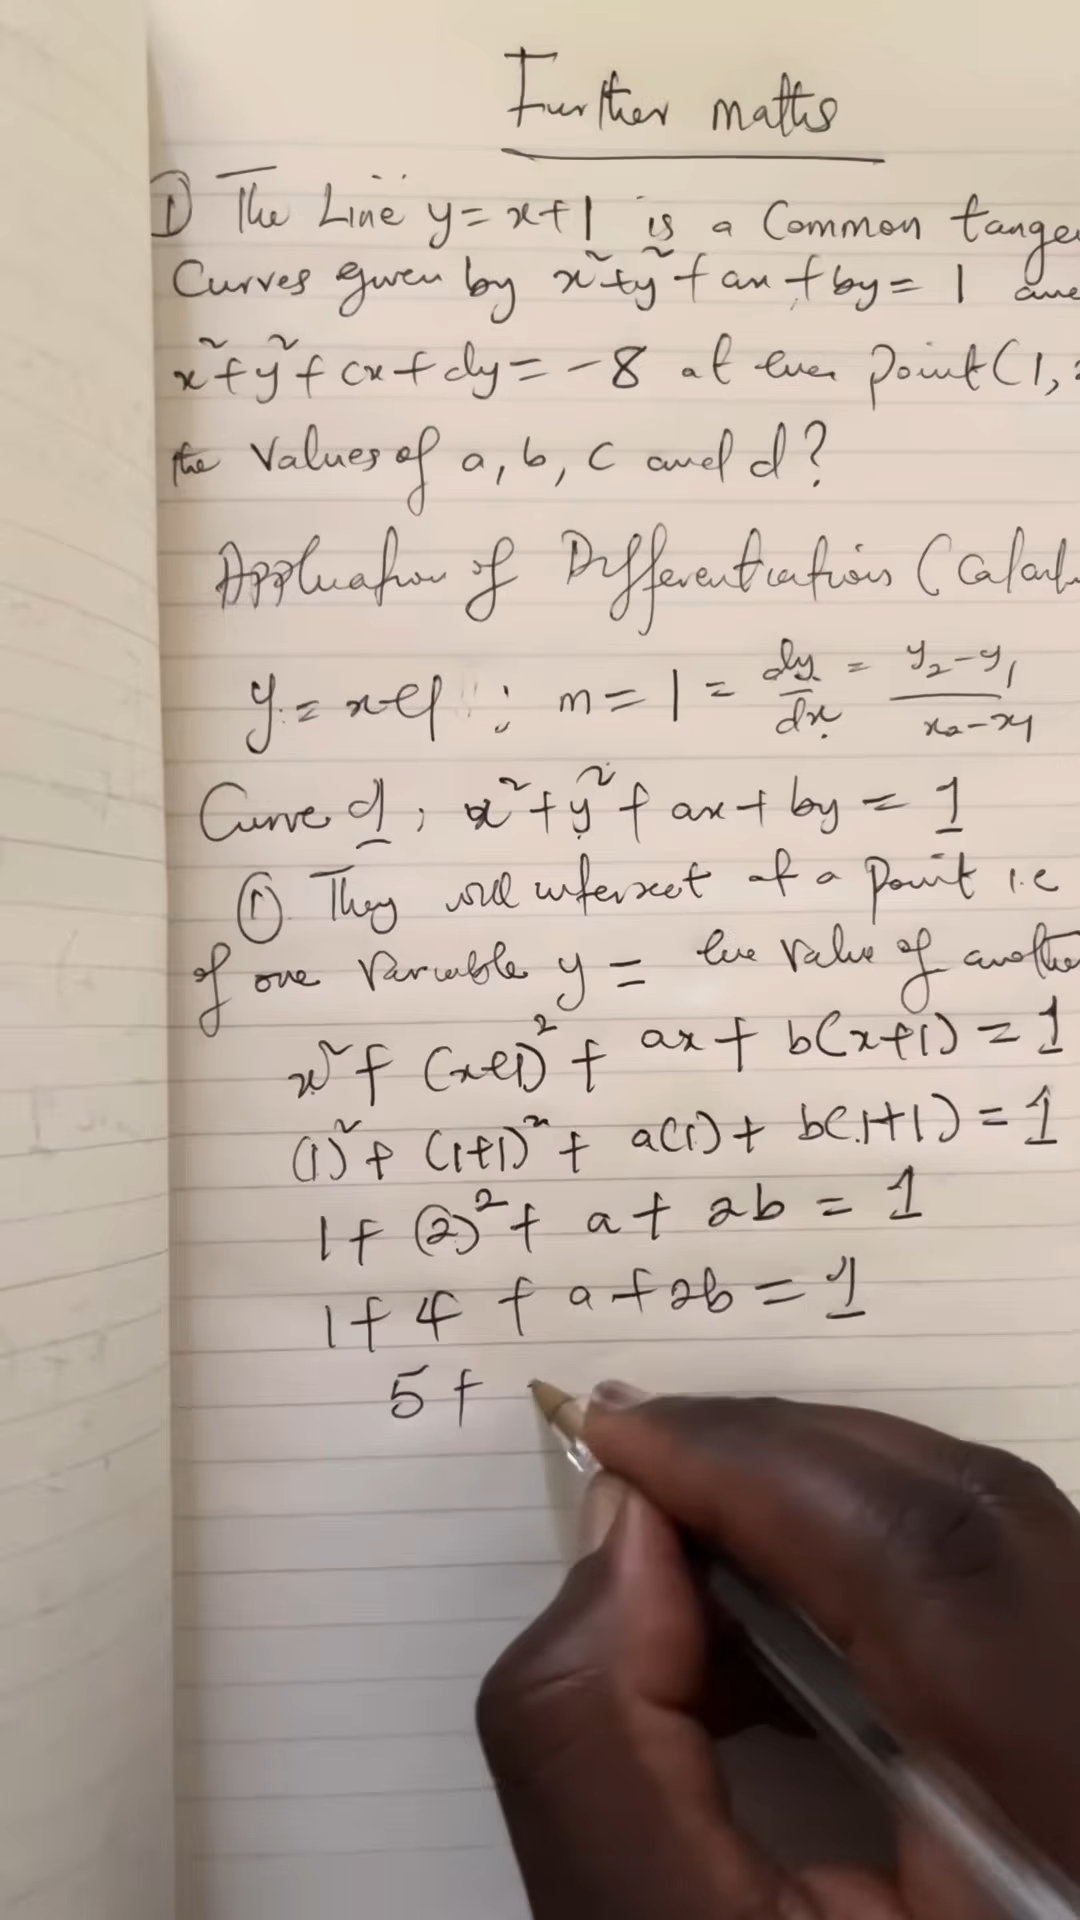 Further maths
① The Line y = x+1 is a Common tange
Curves given by x²+y²+ax+by = 1 and
x²+y²+cx+dy = -8 at the Point (1,
the Values of a, b, c and d?
Application of Differentiations (Calcul
y = x+1 ; m = 1 = dy/dx = y₂-y₁/x₂-x₁
Curve 1; x²+y²+ax+by = 1
① They will intersect at a Point i.e
of one Variable y = the Value of another
x² + (x+1)² + ax + b(x+1) = 1
(1)² + (1+1)² + a(1) + b(1+1) = 1
1 + (2)² + a + 2b = 1
1 + 4 + a + 2b = 1
5 +